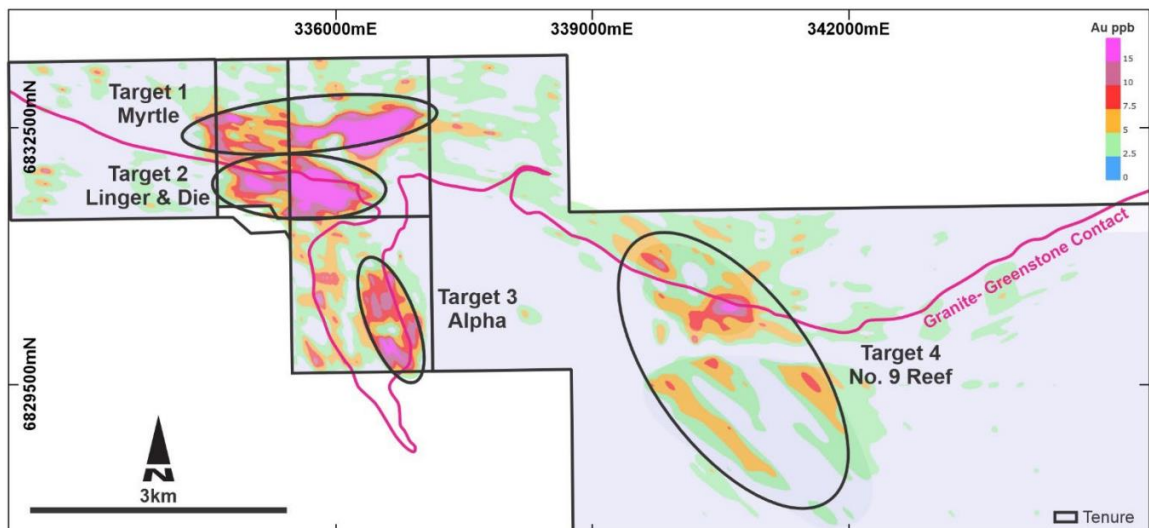 336000mE
339000mE
342000mE
Au ppb
15
10
7.5
5
2.5
0
6832500mN
6829500mN
Target 1
Myrtle
Target 2
Linger & Die
Target 3
Alpha
Target 4
No. 9 Reef
Granite- Greenstone Contact
N
3km
Tenure